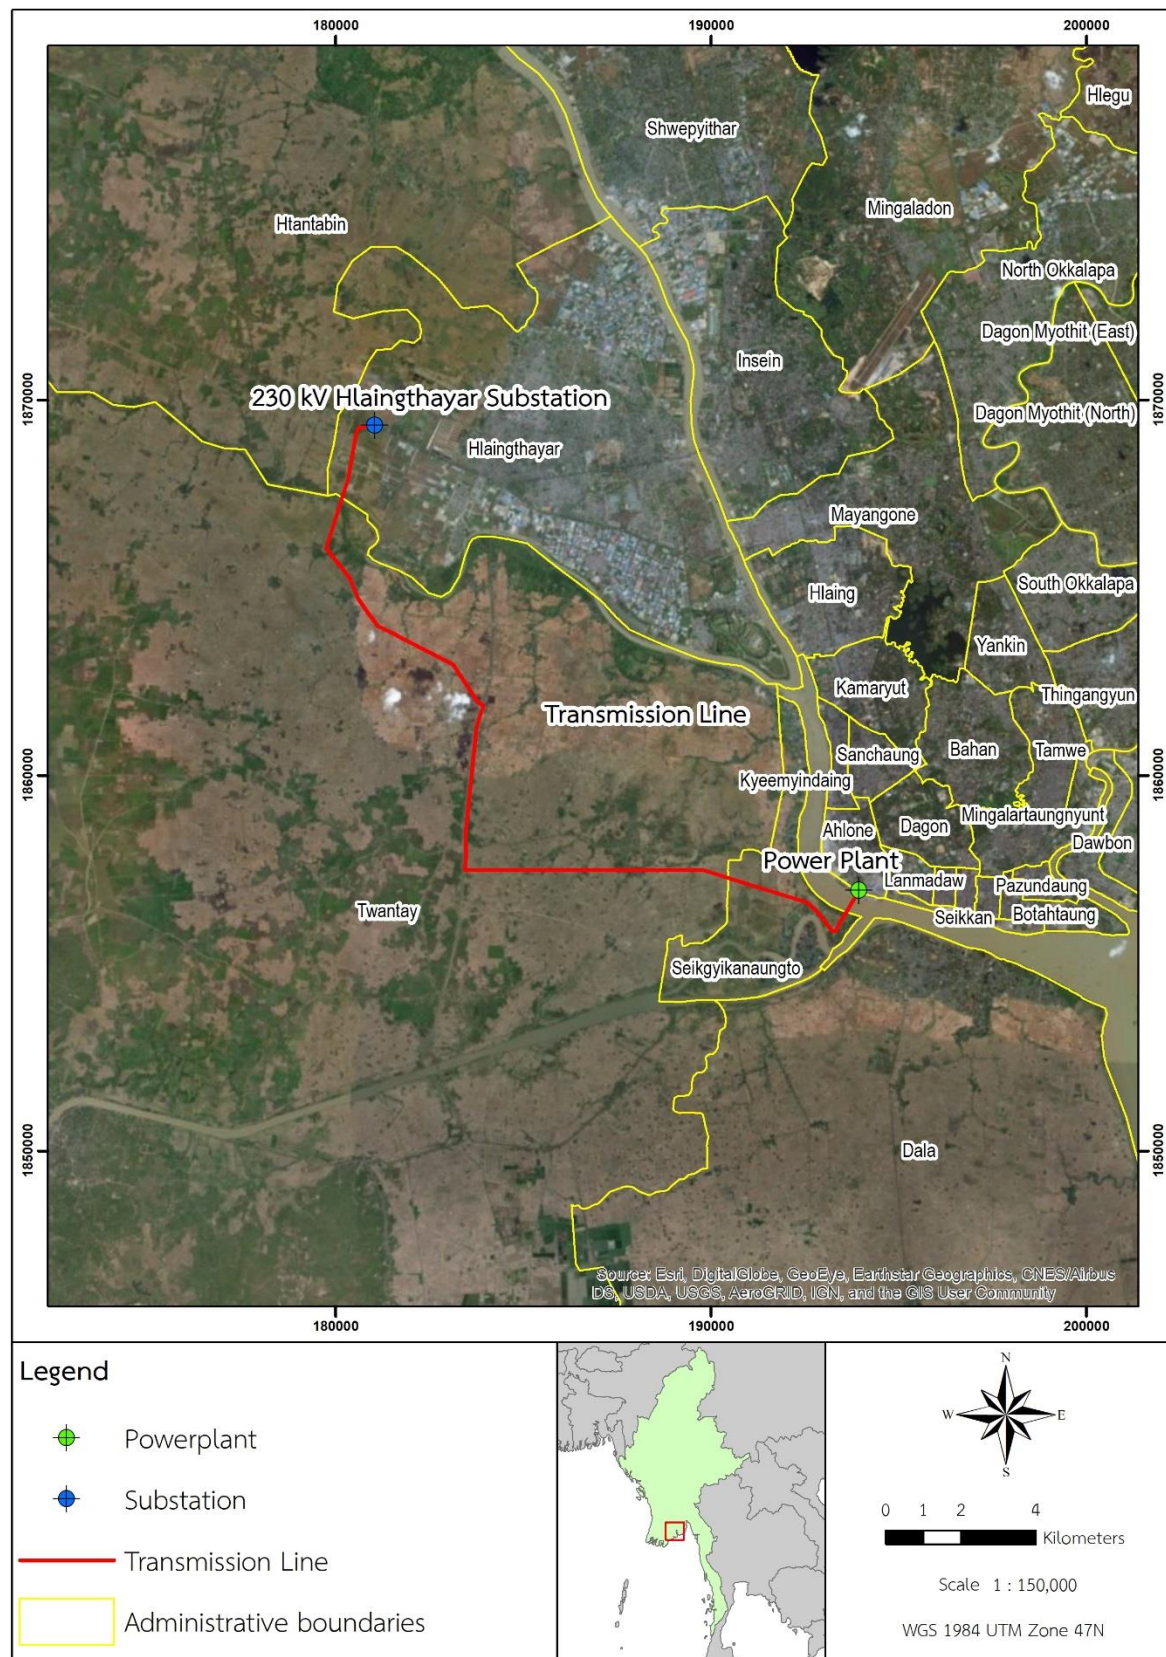 180000 190000 200000
Hlegu
Shwepyithar
Mingaladon
Htantabin
North Okkalapa
Dagon Myothit (East)
Insein
230 kV Hlaingthayar Substation
1870000
1870000
Dagon Myothit (North)
Hlaingthayar
Mayangone
South Okkalapa
Hlaing
Yankin
Kamaryut
Thingangyun
Transmission Line
Sanchaung
Bahan
Tamwe
1860000
1860000
Kyeemyindaing
Mingalartaungnyunt
Ahlone
Dagon
Dawbon
Power Plant
Lanmadaw
Pazundaung
Twantay
Seikkan
Botahtaung
Seikgyikanaungto
1850000
1850000
Dala
Source: Esri, DigitalGlobe, GeoEye, Earthstar Geographics, CNES/Airbus
DS, USDA, USGS, AeroGRID, IGN, and the GIS User Community
180000 190000 200000
Legend
Powerplant
Substation
Transmission Line
Administrative boundaries
N
W E
S
0 1 2 4
Kilometers
Scale 1 : 150,000
WGS 1984 UTM Zone 47N